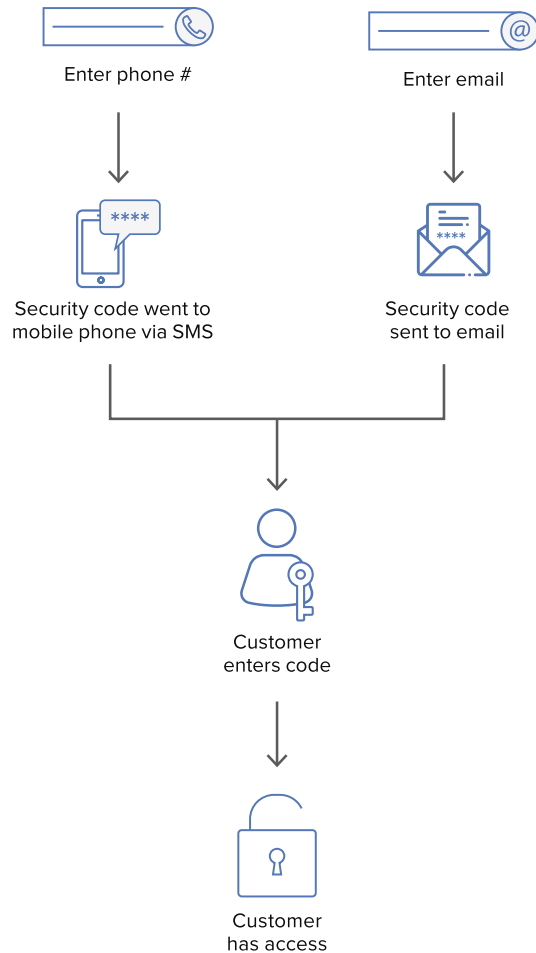 @
Enter phone #
Enter email
****
****
Security code went to
mobile phone via SMS
Security code
sent to email
Customer
enters code
Customer
has access